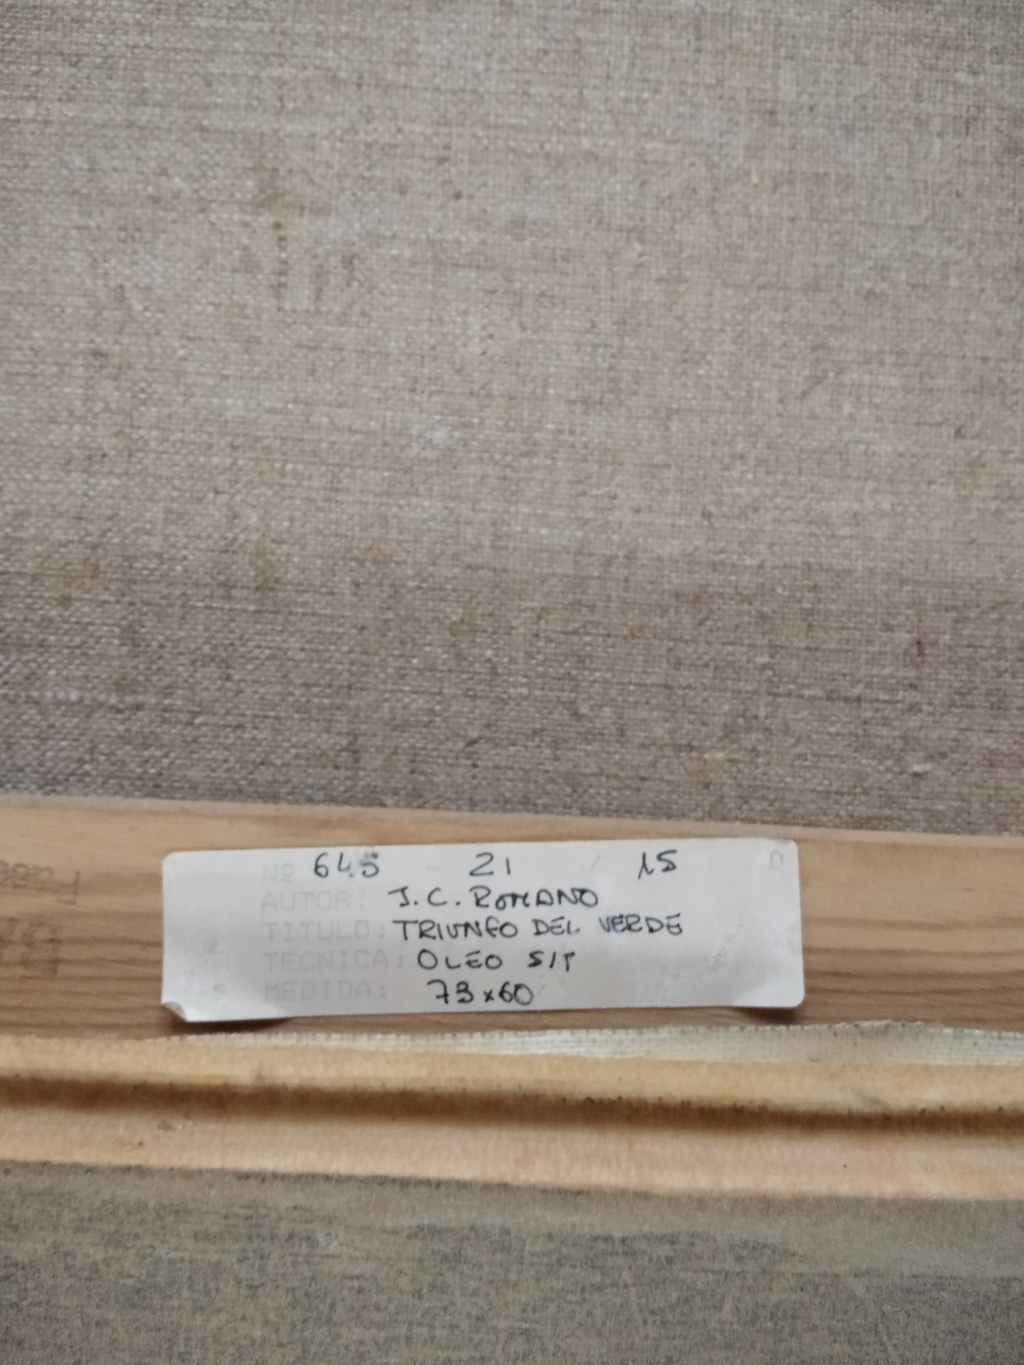 Nº 645 - 21 / 15
AUTOR: J.C. ROMANO
TITULO: TRIUNFO DEL VERDE
TECNICA: OLEO S/T
MEDIDA: 73x60